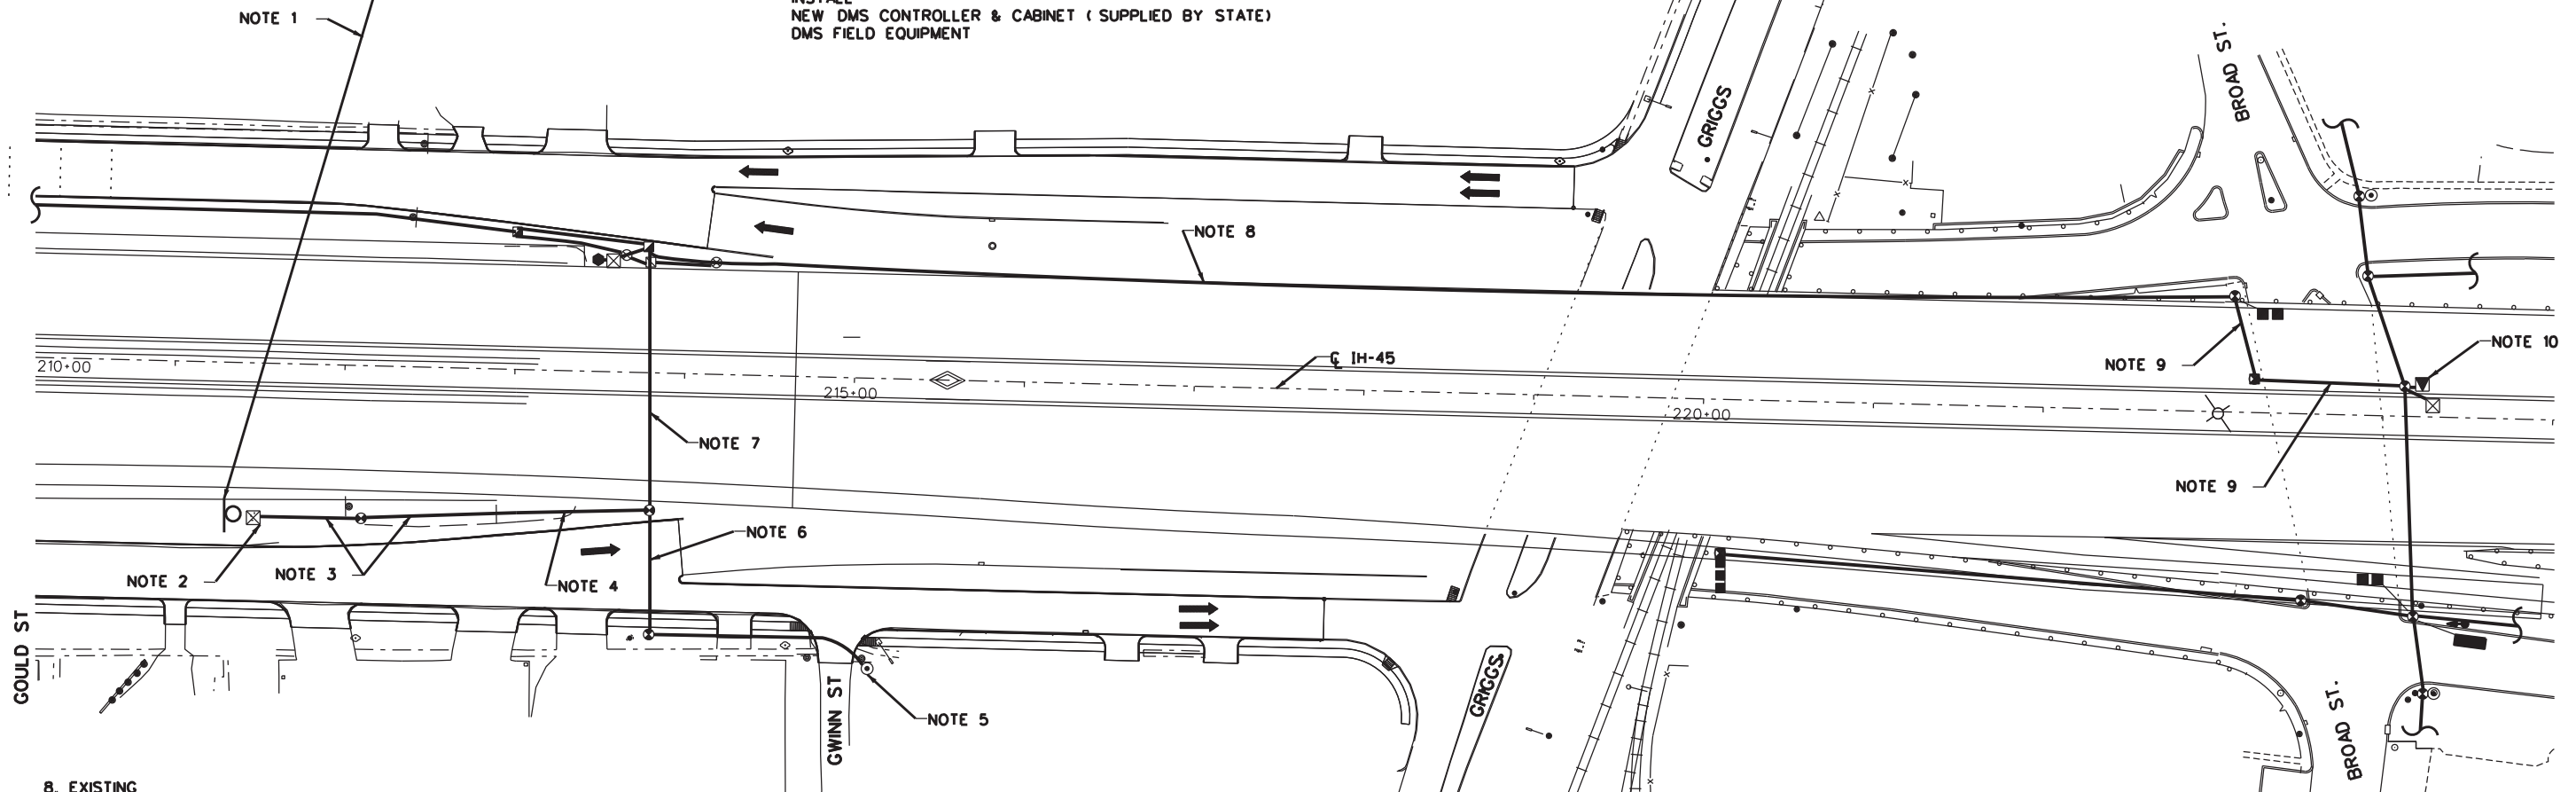 NOTE 1
NEW DMS CONTROLLER & CABINET ( SUPPLIED BY STATE)
DMS FIELD EQUIPMENT
GRIGGS
BROAD ST.
NOTE 8
NOTE 10
NOTE 9
℄ IH-45
210+00
215+00
220+00
NOTE 7
NOTE 9
NOTE 6
NOTE 2
NOTE 3
NOTE 4
GOULD ST
GWINN ST
NOTE 5
GRIGGS
BROAD ST.
8. EXISTING